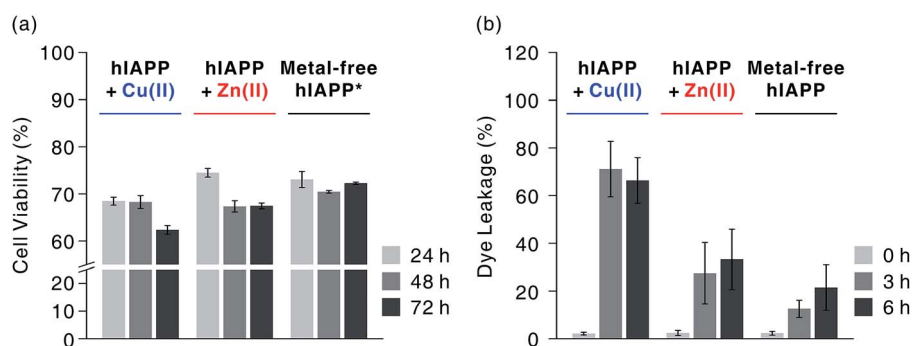 (a)
Cell Viability (%)
100
90
80
70
60
20
10
0
hIAPP
+ Cu(II)
hIAPP
+ Zn(II)
Metal-free
hIAPP*
24 h
48 h
72 h
(b)
Dye Leakage (%)
120
100
80
60
40
20
0
hIAPP
+ Cu(II)
hIAPP
+ Zn(II)
Metal-free
hIAPP
0 h
3 h
6 h